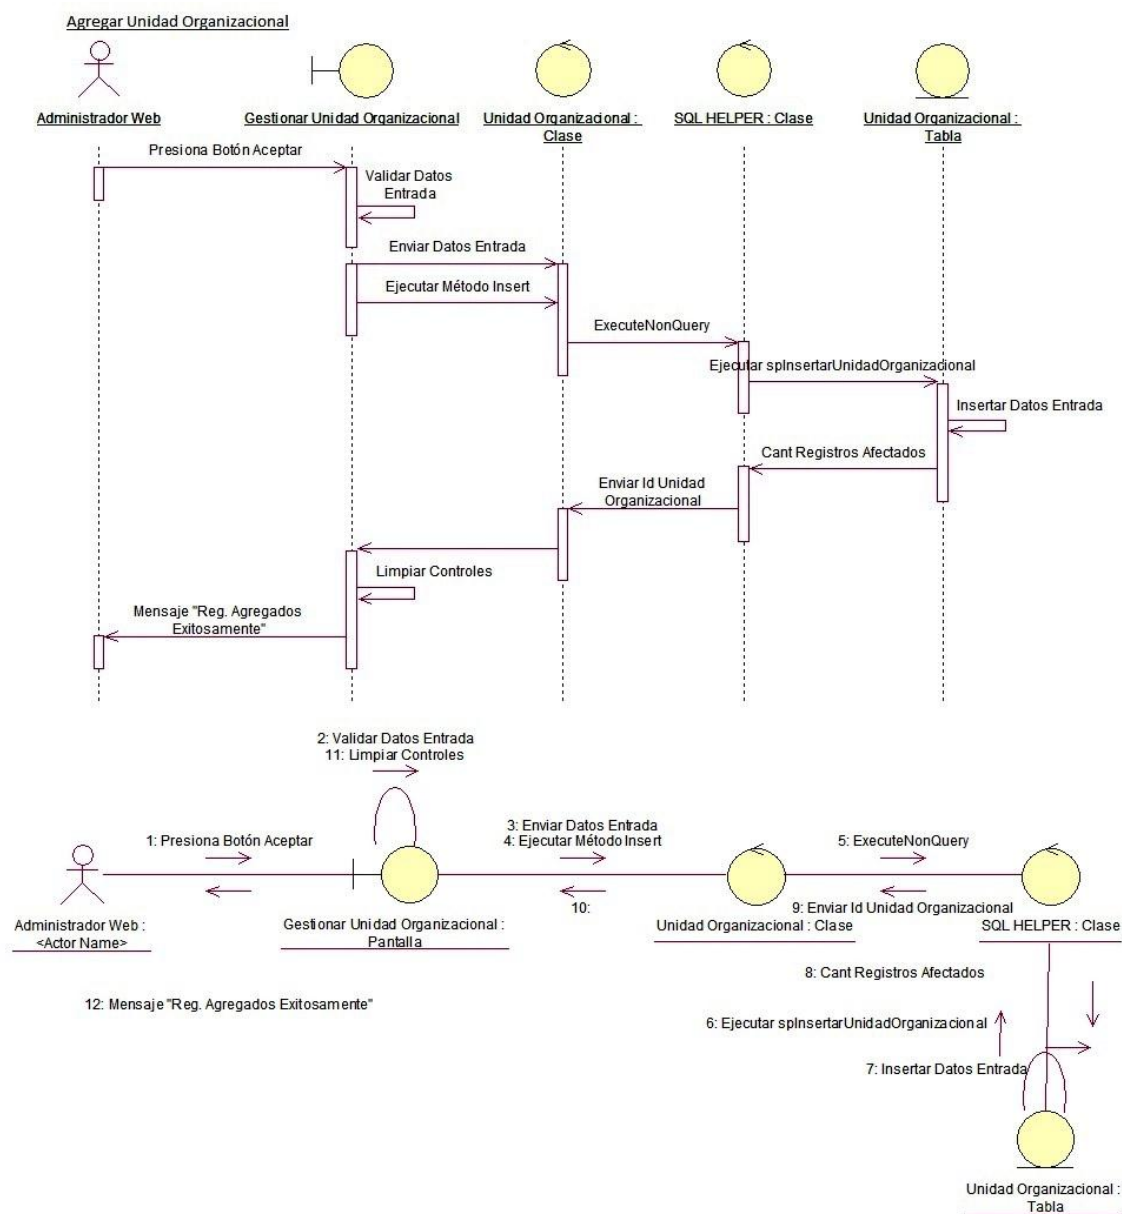 Agregar Unidad Organizacional
Administrador Web
Gestionar Unidad Organizacional
Unidad Organizacional :
Clase
SQL HELPER : Clase
Unidad Organizacional :
Tabla
Presiona Botón Aceptar
Validar Datos
Entrada
Enviar Datos Entrada
Ejecutar Método Insert
ExecuteNonQuery
Ejecutar spInsertarUnidadOrganizacional
Insertar Datos Entrada
Cant Registros Afectados
Enviar Id Unidad
Organizacional
Limpiar Controles
Mensaje "Reg. Agregados
Exitosamente"
2: Validar Datos Entrada
11: Limpiar Controles
1: Presiona Botón Aceptar
3: Enviar Datos Entrada
4: Ejecutar Método Insert
5: ExecuteNonQuery
10:
9: Enviar Id Unidad Organizacional
Administrador Web :
<Actor Name>
Gestionar Unidad Organizacional :
Pantalla
Unidad Organizacional : Clase
SQL HELPER : Clase
8: Cant Registros Afectados
12: Mensaje "Reg. Agregados Exitosamente"
6: Ejecutar spInsertarUnidadOrganizacional
7: Insertar Datos Entrada
Unidad Organizacional :
Tabla